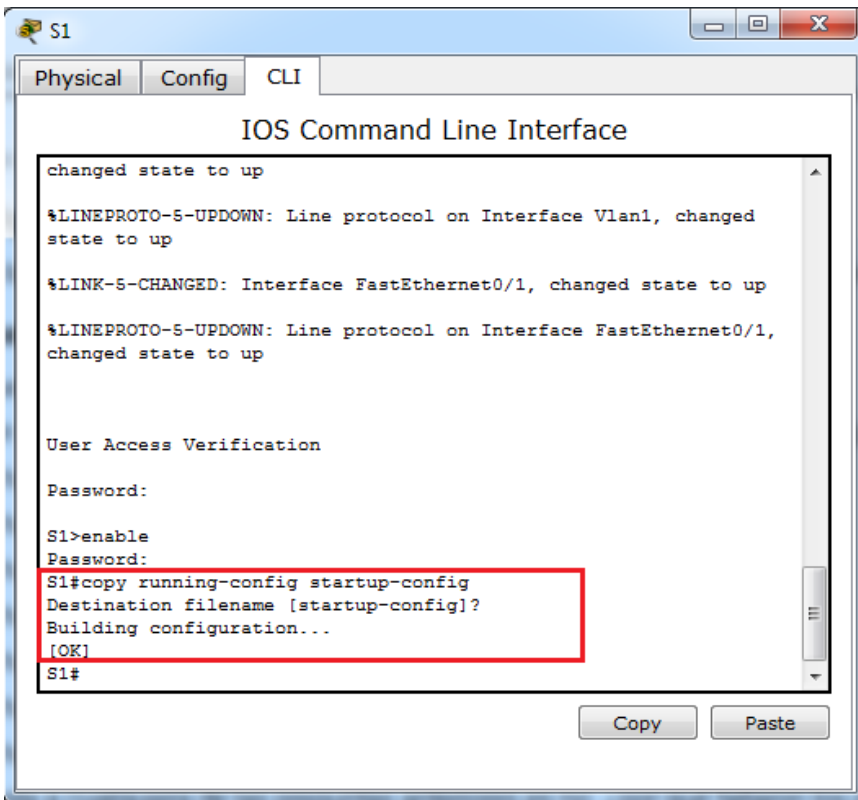 S1
Physical Config CLI
IOS Command Line Interface
changed state to up
%LINEPROTO-5-UPDOWN: Line protocol on Interface Vlan1, changed
state to up
%LINK-5-CHANGED: Interface FastEthernet0/1, changed state to up
%LINEPROTO-5-UPDOWN: Line protocol on Interface FastEthernet0/1,
changed state to up
User Access Verification
Password:
S1>enable
Password:
S1#copy running-config startup-config
Destination filename [startup-config]?
Building configuration...
[OK]
S1#
Copy Paste